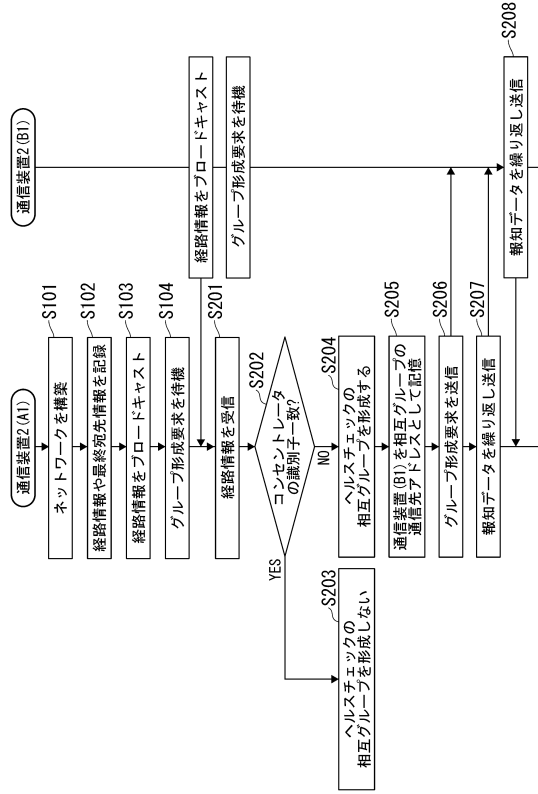 通信装置2(A1)
通信装置2(B1)
S101
ネットワークを構築
S102
経路情報や最終宛先情報を記録
S103
経路情報をブロードキャスト
S104
グループ形成要求を待機
経路情報をブロードキャスト
グループ形成要求を待機
S201
経路情報を受信
S202
コンセントレータ
の識別子一致?
YES
NO
S203
ヘルスチェックの
相互グループを形成しない
S204
ヘルスチェックの
相互グループを形成する
S205
通信装置(B1)を相互グループの
通信先アドレスとして記憶
S206
グループ形成要求を送信
S207
報知データを繰り返し送信
S208
報知データを繰り返し送信